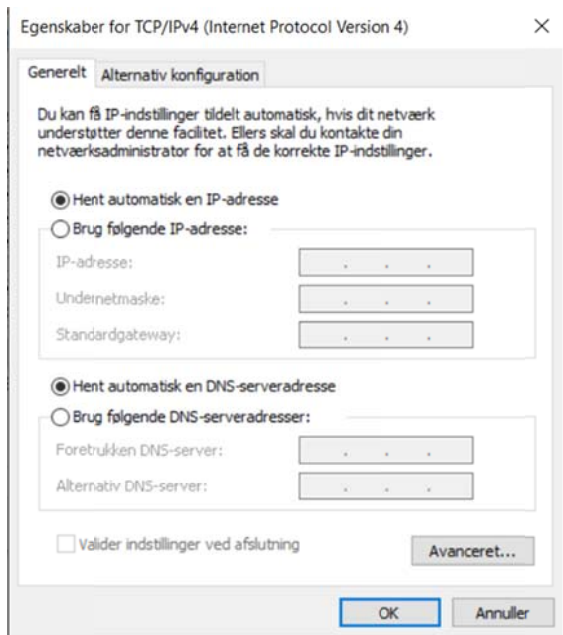 Egenskaber for TCP/IPv4 (Internet Protocol Version 4)
Generelt
Alternativ konfiguration
Du kan få IP-indstillinger tildelt automatisk, hvis dit netværk
understøtter denne facilitet. Ellers skal du kontakte din
netværksadministrator for at få de korrekte IP-indstillinger.
Hent automatisk en IP-adresse
Brug følgende IP-adresse:
IP-adresse:
Undernetmaske:
Standardgateway:
Hent automatisk en DNS-serveradresse
Brug følgende DNS-serveradresser:
Foretrukken DNS-server:
Alternativ DNS-server:
Valider indstillinger ved afslutning
Avanceret...
OK
Annuller